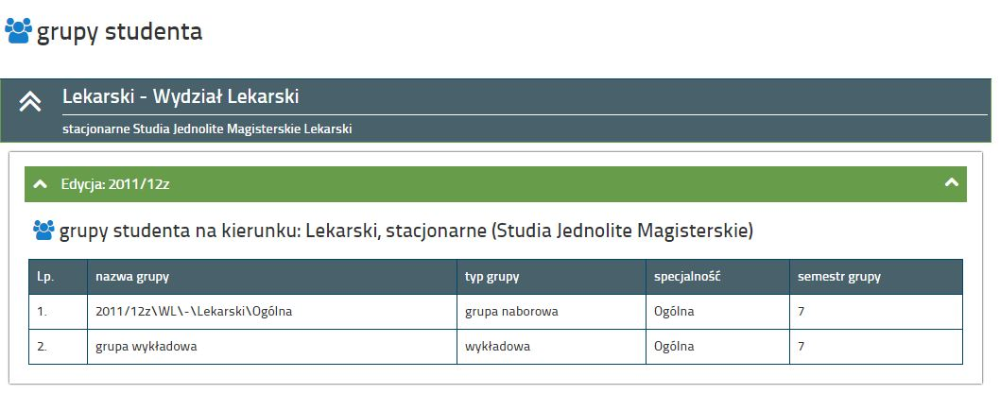 grupy studenta
Lekarski - Wydział Lekarski
stacjonarne Studia Jednolite Magisterskie Lekarski
Edycja: 2011/12z
grupy studenta na kierunku: Lekarski, stacjonarne (Studia Jednolite Magisterskie)
Lp. nazwa grupy typ grupy specjalność semestr grupy
1. 2011/12z\WL\-\Lekarski\Ogólna grupa naborowa Ogólna 7
2. grupa wykładowa wykładowa Ogólna 7